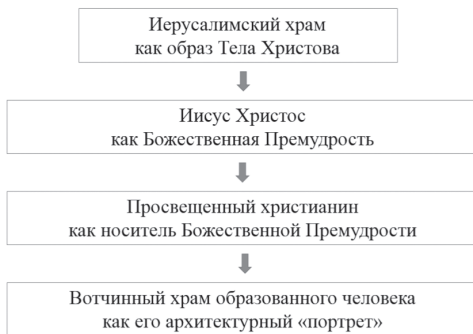 Иерусалимский храм
как образ Тела Христова
Иисус Христос
как Божественная Премудрость
Просвещенный христианин
как носитель Божественной Премудрости
Вотчинный храм образованного человека
как его архитектурный «портрет»